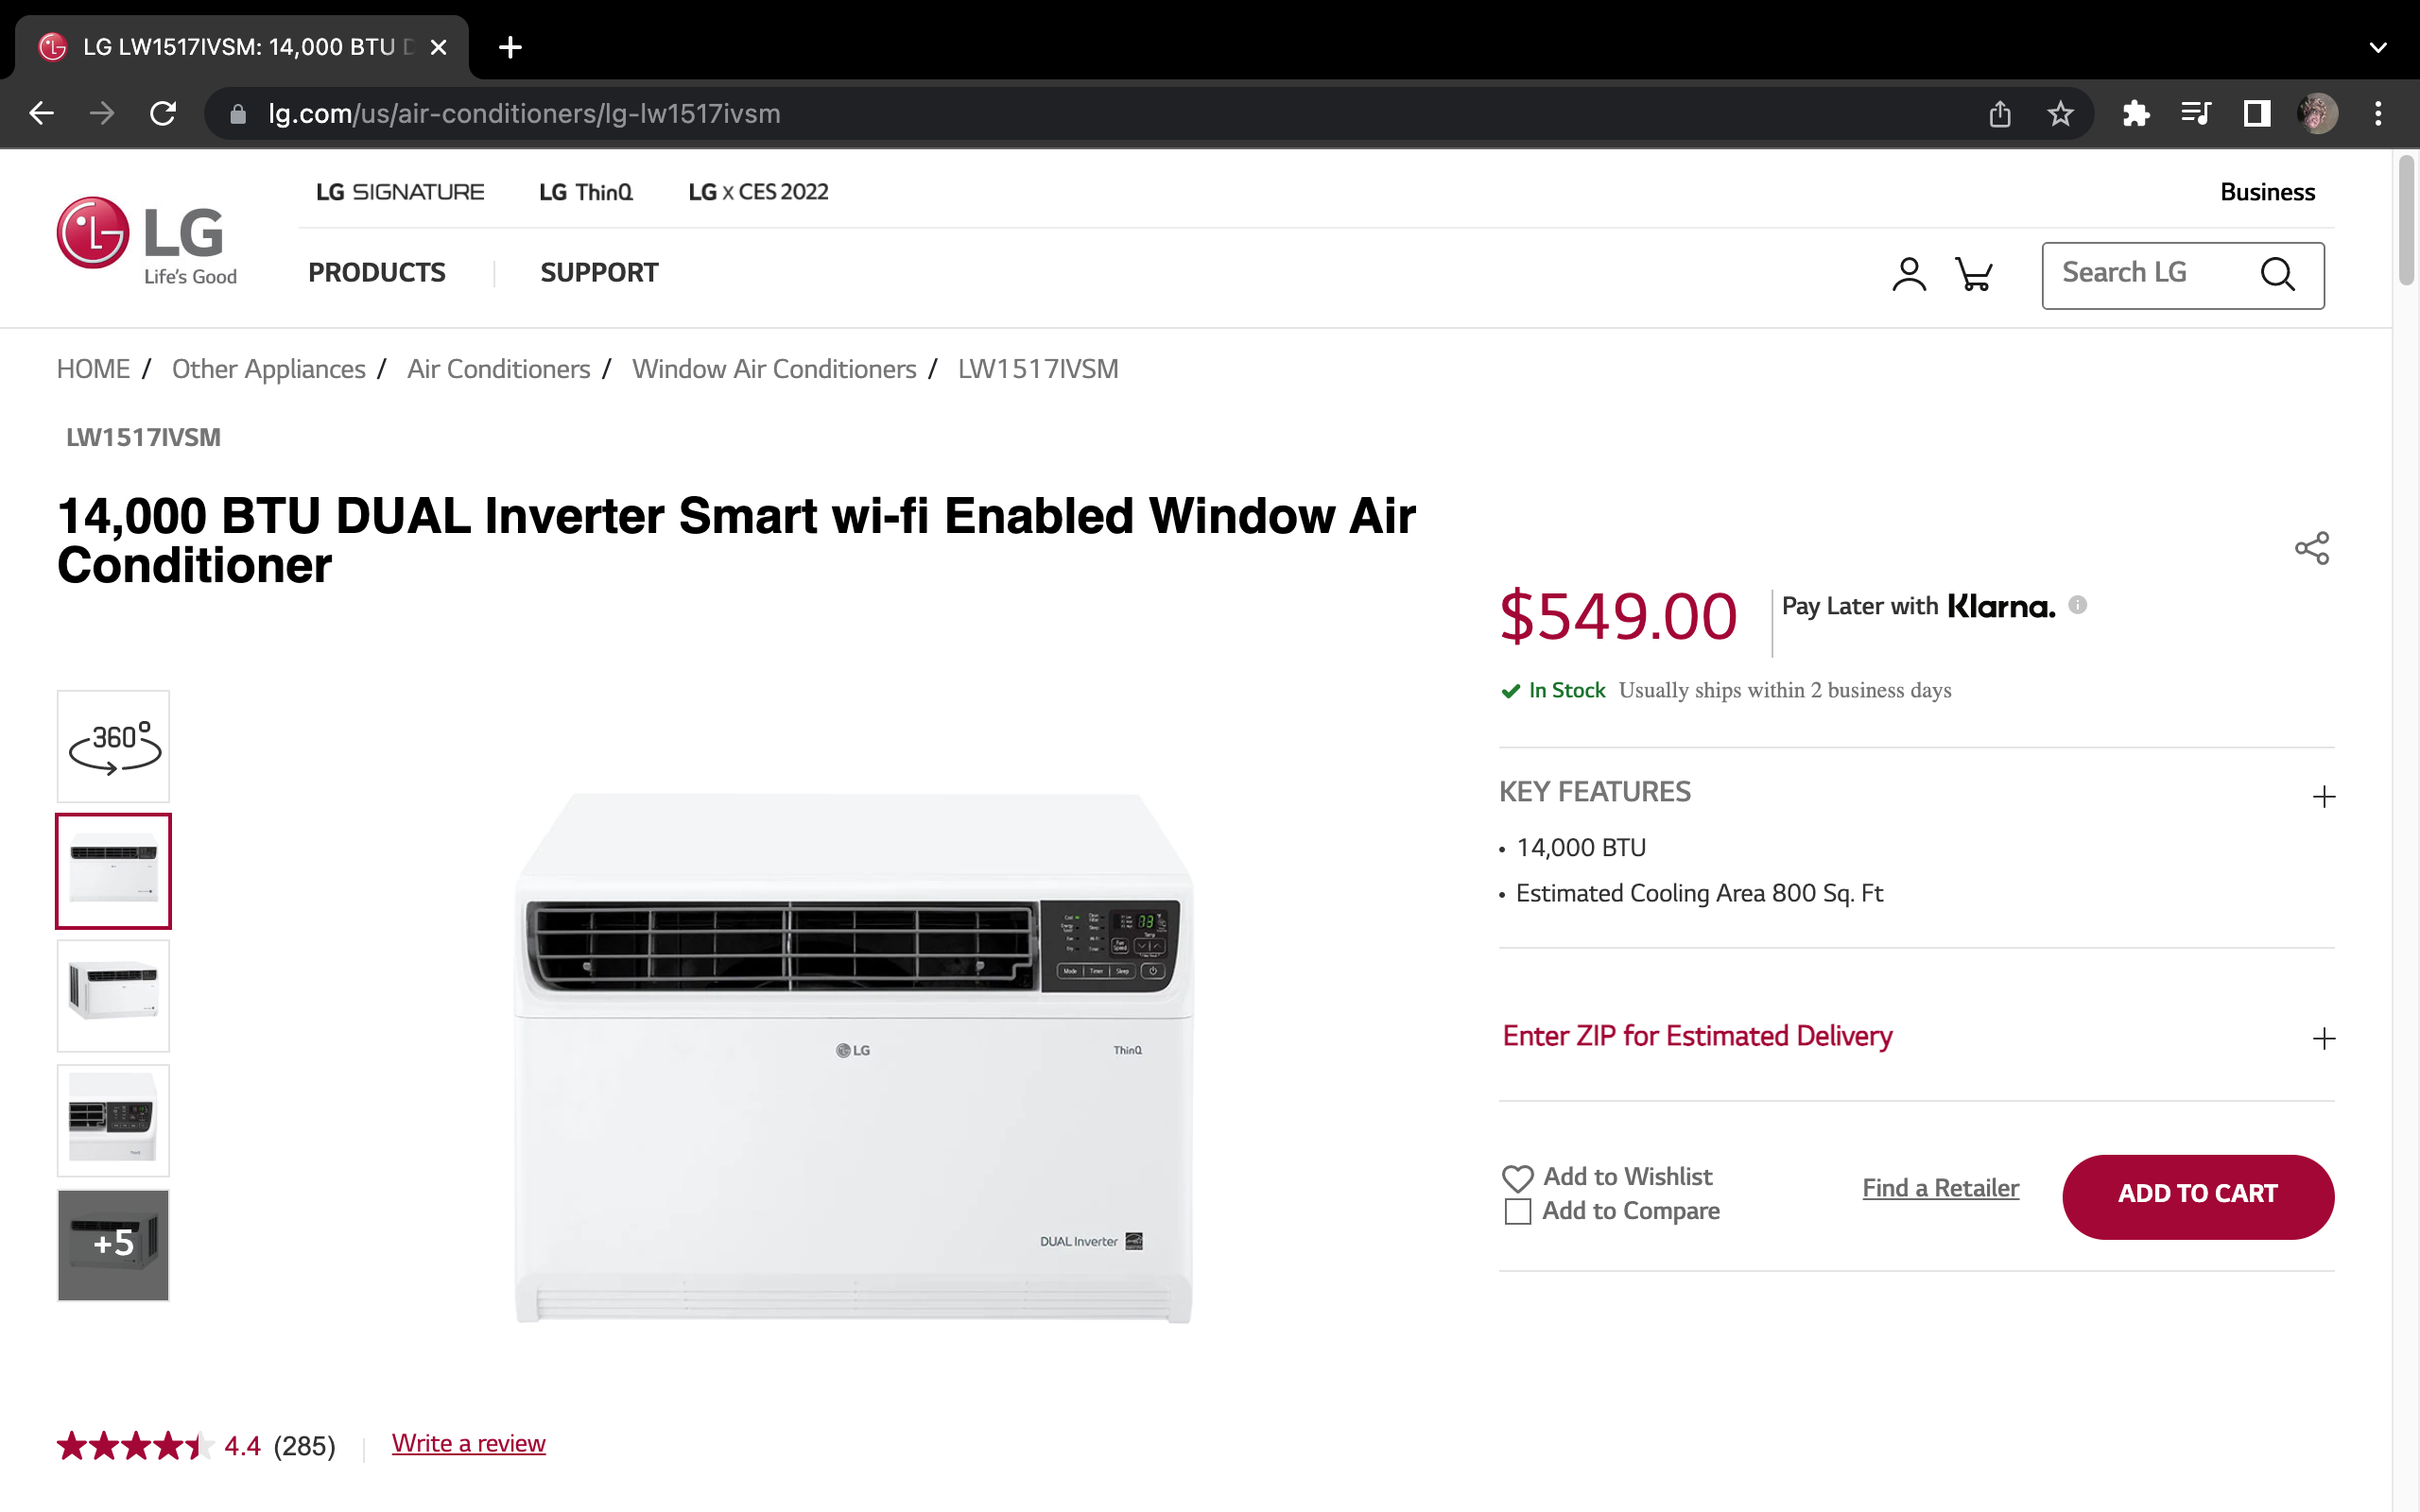 LG LW1517IVSM: 14,000 BTU
lg.com/us/air-conditioners/lg-lw1517ivsm
LG SIGNATURE
LG ThinQ
LG x CES 2022
Business
LG
Life's Good
PRODUCTS
SUPPORT
Search LG
HOME / Other Appliances / Air Conditioners / Window Air Conditioners / LW1517IVSM
LW1517IVSM
14,000 BTU DUAL Inverter Smart wi-fi Enabled Window Air
Conditioner
$549.00
Pay Later with Klarna.
In Stock Usually ships within 2 business days
360°
KEY FEATURES
• 14,000 BTU
• Estimated Cooling Area 800 Sq. Ft
73
Mode Timer Sleep
LG
ThinQ
Enter ZIP for Estimated Delivery
Add to Wishlist
Add to Compare
Find a Retailer
ADD TO CART
+5
DUAL Inverter
4.4 (285)
Write a review